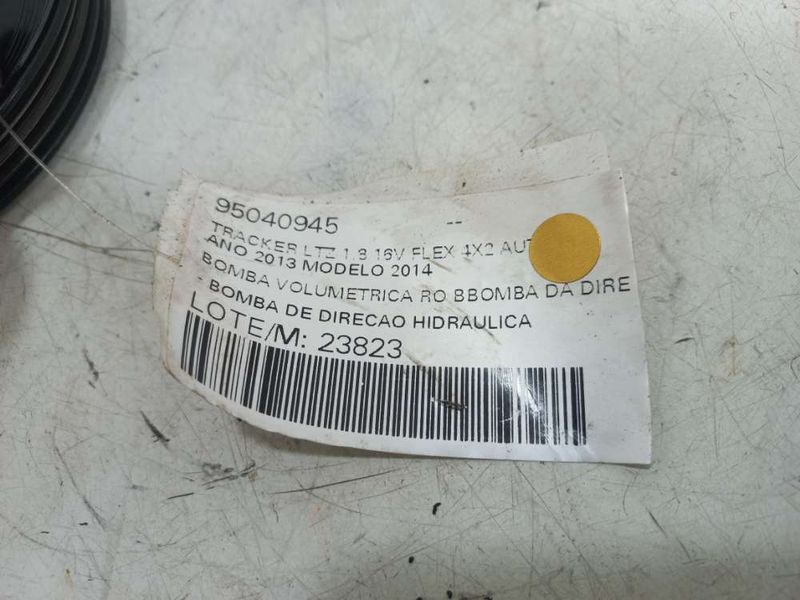 95040945 --
TRACKER LTZ 1.8 16V FLEX 4X2 AUT
ANO 2013 MODELO 2014
BOMBA VOLUMETRICA RO BBOMBA DA DIRE
- BOMBA DE DIRECAO HIDRAULICA
LOTE/M: 23823